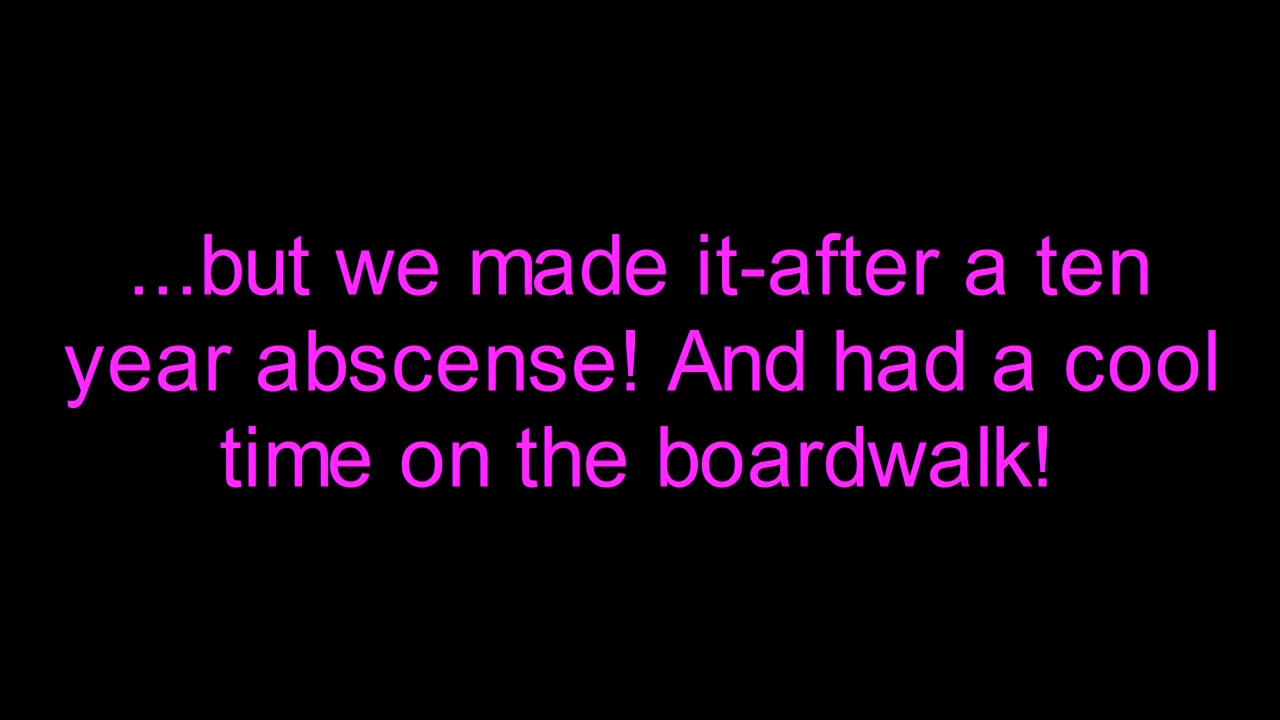 ...but we made it-after a ten
year abscense! And had a cool
time on the boardwalk!